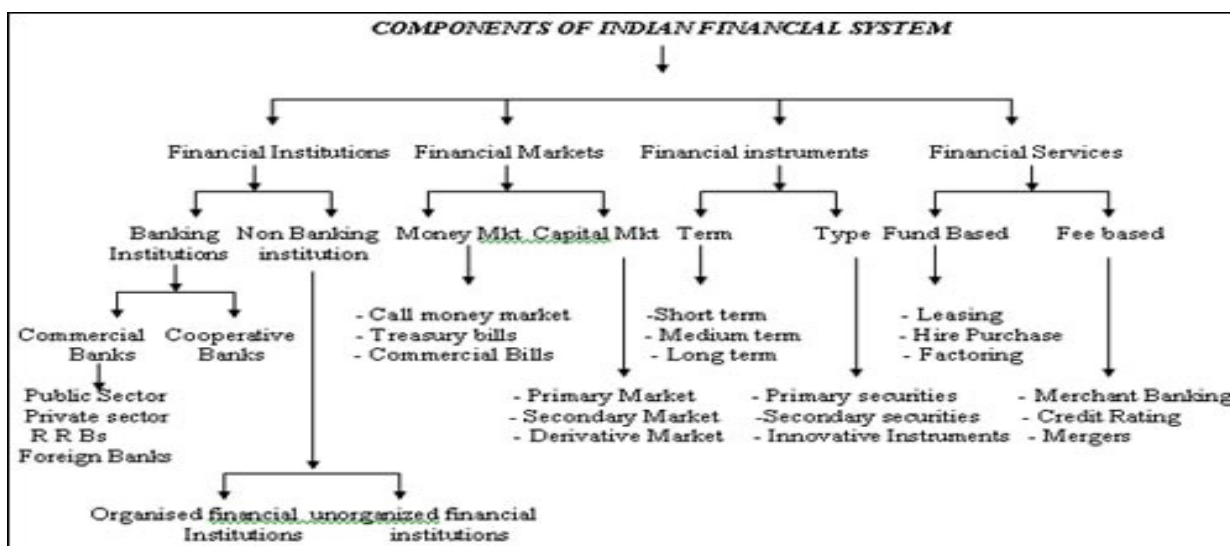 COMPONENTS OF INDIAN FINANCIAL SYSTEM
Financial Institutions Financial Markets Financial instruments Financial Services
Banking Institutions
Non Banking institution
Money Mkt Capital Mkt
Term
Type
Fund Based
Fee based
Commercial Banks
Cooperative Banks
- Call money market
- Treasury bills
- Commercial Bills
-Short term
- Medium term
- Long term
- Leasing
- Hire Purchase
- Factoring
Public Sector
Private sector
R R Bs
Foreign Banks
- Primary Market
- Secondary Market
- Derivative Market
- Primary securities
-Secondary securities
- Innovative Instruments
- Merchant Banking
- Credit Rating
- Mergers
Organised financial Institutions
unorganized financial institutions